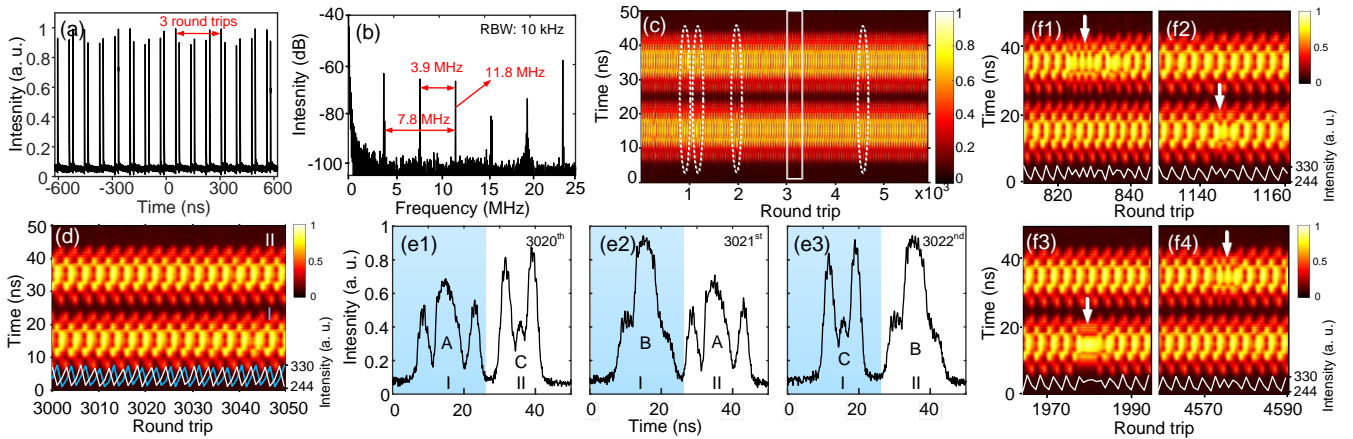 (a)
3 round trips
Intesnity (a. u.)
1
0.8
0.6
0.4
0.2
0
-600 -300 0 300 600
Time (ns)
(b)
RBW: 10 kHz
3.9 MHz
11.8 MHz
7.8 MHz
Intesnity (dB)
-40
-60
-80
-100
0 5 10 15 20 25
Frequency (MHz)
(c)
Time (ns)
50
40
30
20
10
0
1 2 3 4 5 ×10³
Round trip
1
0.8
0.6
0.4
0.2
0
(f1)
(f2)
Time (ns)
40
20
0
820 840
1140 1160
Round trip
1
0.5
0
330
244
Intensity (a. u.)
(d)
II
I
Time (ns)
50
40
30
20
10
0
3000 3010 3020 3030 3040 3050
Round trip
1
0.5
0
330
244
Intensity (a. u.)
(e1)
3020th
A
C
I
II
Intesnity (a. u.)
1
0.8
0.6
0.4
0.2
0
0 20 40
(e2)
3021st
B
A
I
II
0 20 40
Time (ns)
(e3)
3022nd
C
B
I
II
0 20 40
(f3)
(f4)
Time (ns)
40
20
0
1970 1990
4570 4590
Round trip
1
0.5
0
330
244
Intensity (a. u.)